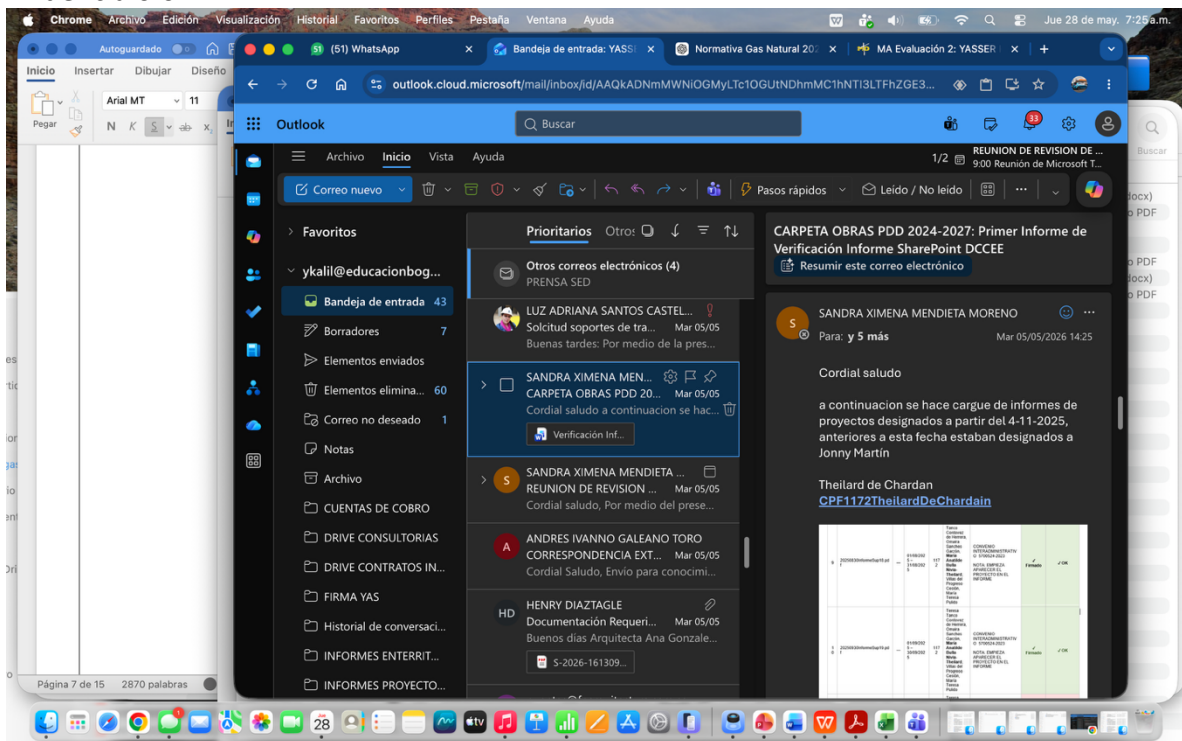 Chrome Archivo Edición Visualización Historial Favoritos Perfiles Pestaña Ventana Ayuda Jue 28 de may. 7:25 a.m.
Autoguardado
Inicio Insertar Dibujar Diseño
Pegar
Arial MT 11
N K S ab x
(51) WhatsApp
Bandeja de entrada: YASS
Normativa Gas Natural 202
MA Evaluación 2: YASSER
outlook.cloud.microsoft/mail/inbox/id/AAQkADNmMWNiOGMyLTc1OGUtNDhmMC1hNTI3LTFhZGE3...
Outlook
Buscar
33
Archivo Inicio Vista Ayuda
1/2
REUNION DE REVISION DE ...
9:00 Reunión de Microsoft T...
Correo nuevo
Pasos rápidos
Leído / No leído
Favoritos
ykalil@educacionbog...
Bandeja de entrada 43
Borradores 7
Elementos enviados
Elementos elimina... 60
Correo no deseado 1
Notas
Archivo
CUENTAS DE COBRO
DRIVE CONSULTORIAS
DRIVE CONTRATOS IN...
FIRMA YAS
Historial de conversaci...
INFORMES ENTERRIT...
INFORMES PROYECTO...
Prioritarios Otros
Otros correos electrónicos (4)
PRENSA SED
LUZ ADRIANA SANTOS CASTEL...
Solcitud soportes de tra... Mar 05/05
Buenas tardes: Por medio de la pres...
SANDRA XIMENA MEN...
CARPETA OBRAS PDD 20... Mar 05/05
Cordial saludo a continuacion se hac...
Verificación Inf...
S
SANDRA XIMENA MENDIETA ...
REUNION DE REVISION ... Mar 05/05
Cordial saludo, Por medio del prese...
A
ANDRES IVANNO GALEANO TORO
CORRESPONDENCIA EXT... Mar 05/05
Cordial Saludo, Envio para conocimi...
HD
HENRY DIAZTAGLE
Documentación Requeri... Mar 05/05
Buenos días Arquitecta Ana Gonzale...
S-2026-161309...
CARPETA OBRAS PDD 2024-2027: Primer Informe de
Verificación Informe SharePoint DCCEE
Resumir este correo electrónico
S
SANDRA XIMENA MENDIETA MORENO
Para: y 5 más
Mar 05/05/2026 14:25
Cordial saludo
a continuacion se hace cargue de informes de
proyectos designados a partir del 4-11-2025,
anteriores a esta fecha estaban designados a
Jonny Martín
Theilard de Chardan
CPF1172TheilardDeChardain
Buscar
docx)
o PDF
o PDF
docx)
o PDF
Página 7 de 15 2870 palabras
28
tv